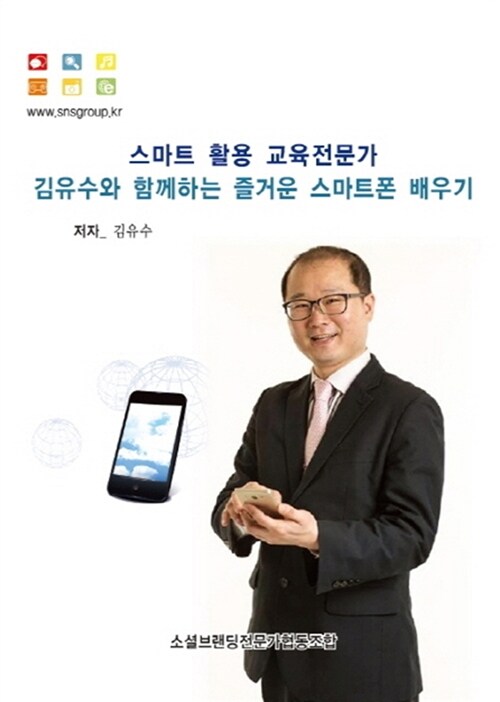 www.snsgroup.kr
스마트 활용 교육전문가
김유수와 함께하는 즐거운 스마트폰 배우기
저자_ 김유수
소셜브랜딩전문가협동조합